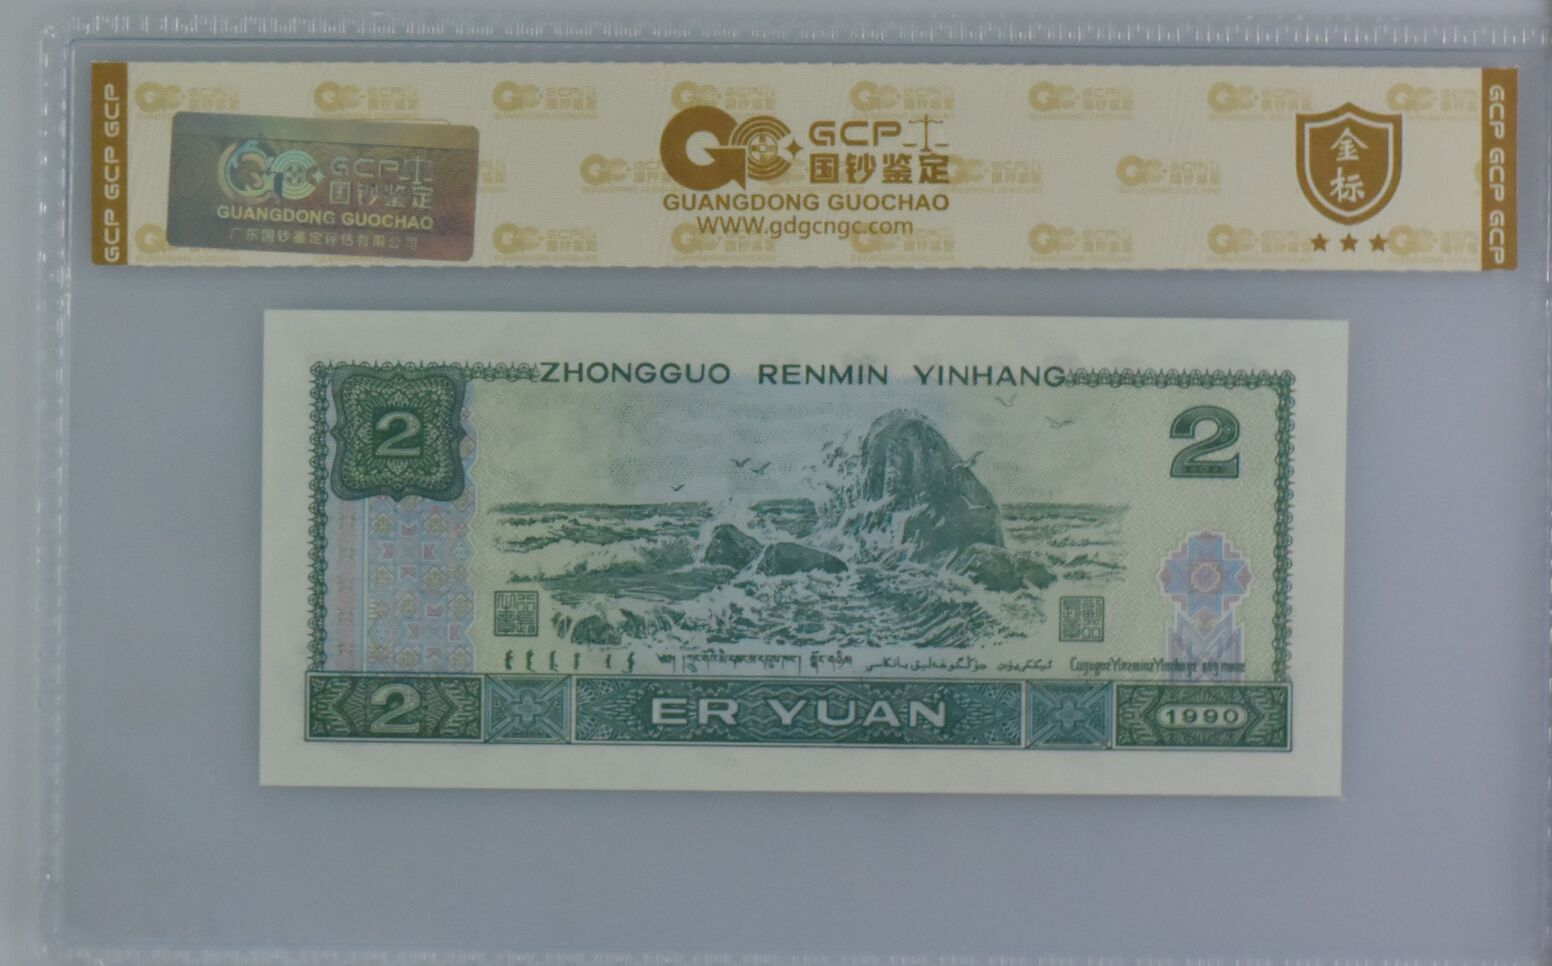 GCP GCP GCP
GCP
国钞鉴定
GUANGDONG GUOCHAO
广东国钞鉴定评估有限公司
GCP
国钞鉴定
GUANGDONG GUOCHAO
WWW.gdgcngc.com
金标
GCP GCP GCP
ZHONGGUO RENMIN YINHANG
2
2
2
ER YUAN
1990